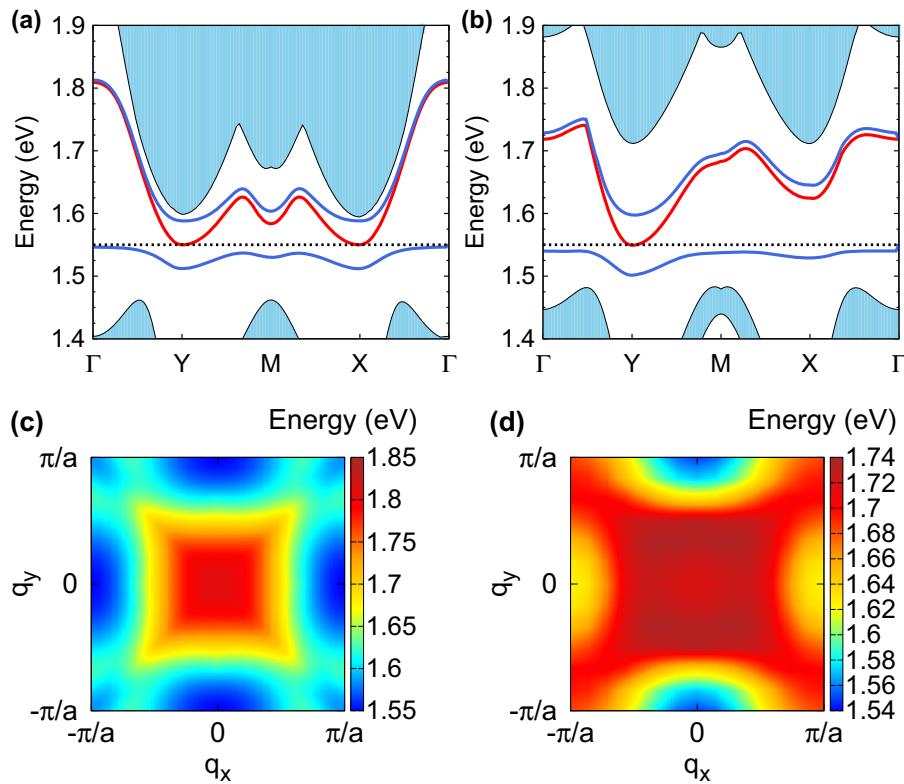 (a)
(b)
1.9
1.8
1.7
1.6
1.5
1.4
Energy (eV)
Γ Y M X Γ
1.9
1.8
1.7
1.6
1.5
1.4
Energy (eV)
Γ Y M X Γ
(c)
Energy (eV)
π/a
0
-π/a
q_y
-π/a 0 π/a
q_x
1.85
1.8
1.75
1.7
1.65
1.6
1.55
(d)
Energy (eV)
π/a
0
-π/a
q_y
-π/a 0 π/a
q_x
1.74
1.72
1.7
1.68
1.66
1.64
1.62
1.6
1.58
1.56
1.54